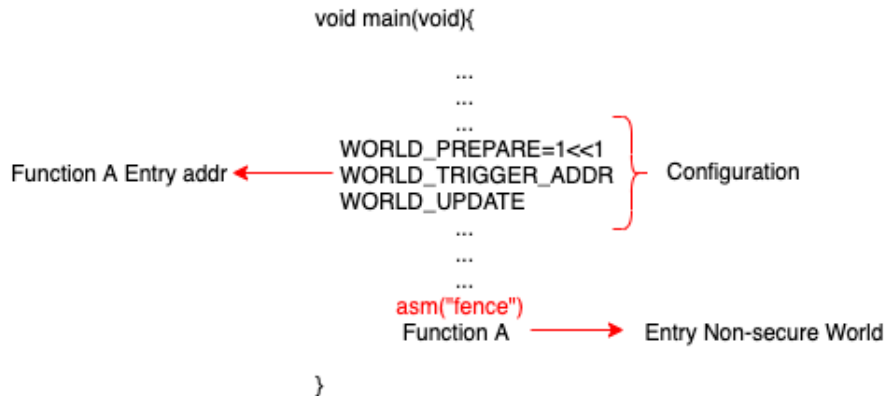 void main(void){
...
...
...
WORLD_PREPARE=1<<1
Function A Entry addr
WORLD_TRIGGER_ADDR
Configuration
WORLD_UPDATE
...
...
...
asm("fence")
Function A
Entry Non-secure World
}